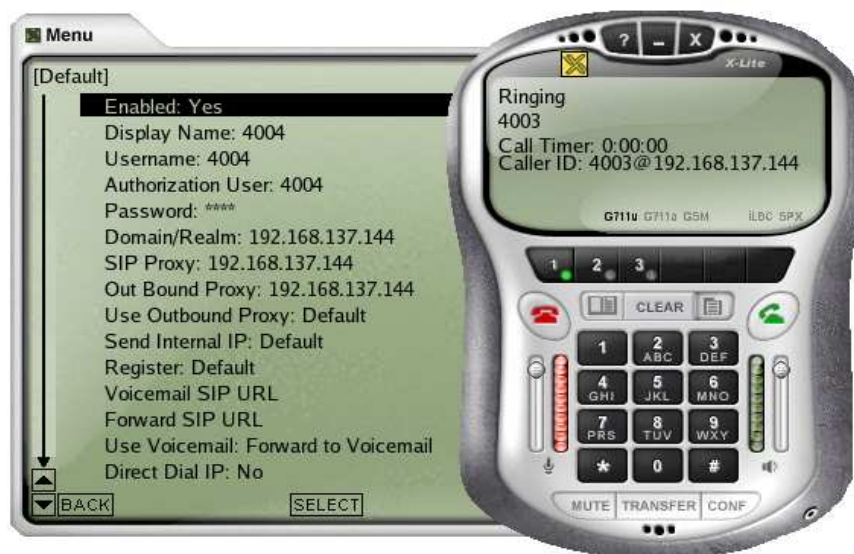 Menu
[Default]
Enabled: Yes
Display Name: 4004
Username: 4004
Authorization User: 4004
Password: ****
Domain/Realm: 192.168.137.144
SIP Proxy: 192.168.137.144
Out Bound Proxy: 192.168.137.144
Use Outbound Proxy: Default
Send Internal IP: Default
Register: Default
Voicemail SIP URL
Forward SIP URL
Use Voicemail: Forward to Voicemail
Direct Dial IP: No
BACK SELECT
? – X
X-Lite
Ringing
4003
Call Timer: 0:00:00
Caller ID: 4003@192.168.137.144
G711u G711a GSM iLBC SPX
1 2 3
CLEAR
1 2 ABC 3 DEF
4 GHI 5 JKL 6 MNO
7 PRS 8 TUV 9 WXY
* 0 #
MUTE TRANSFER CONF